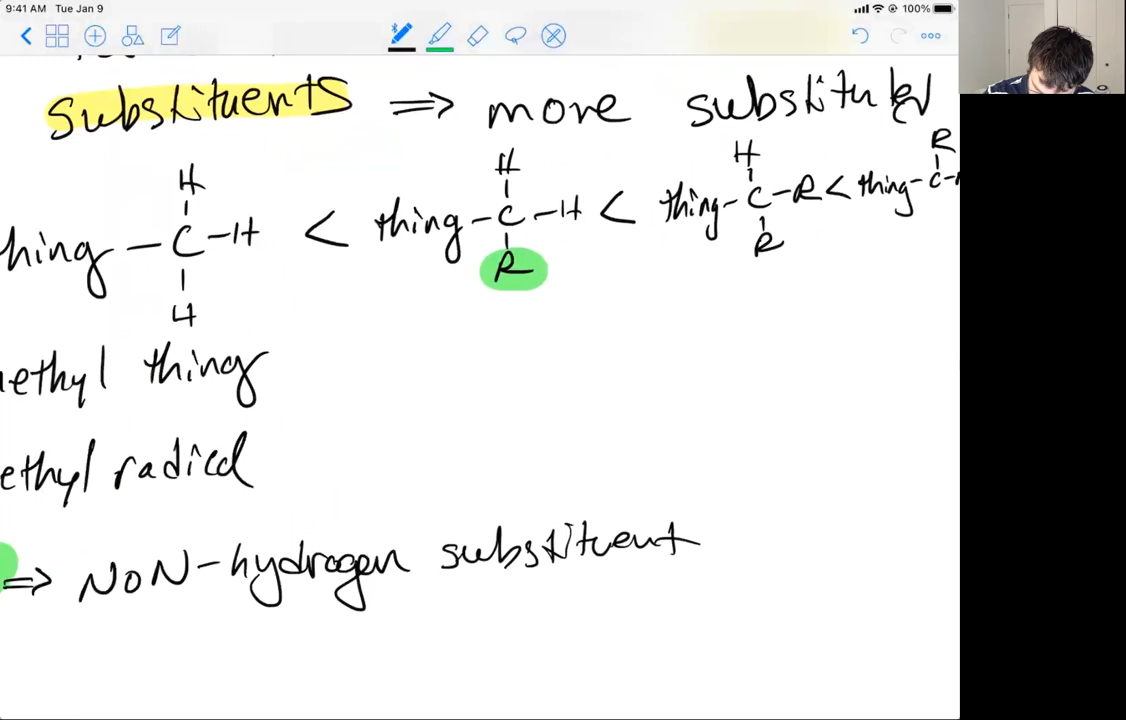 9:41 AM Tue Jan 9
100%
substituents ⇒ more substituted
H H H R
hing - C - H < thing - C - H < thing - C - R < thing - C -
H R R
ethyl thing
ethyl radical
⇒ NON-hydrogen substituent